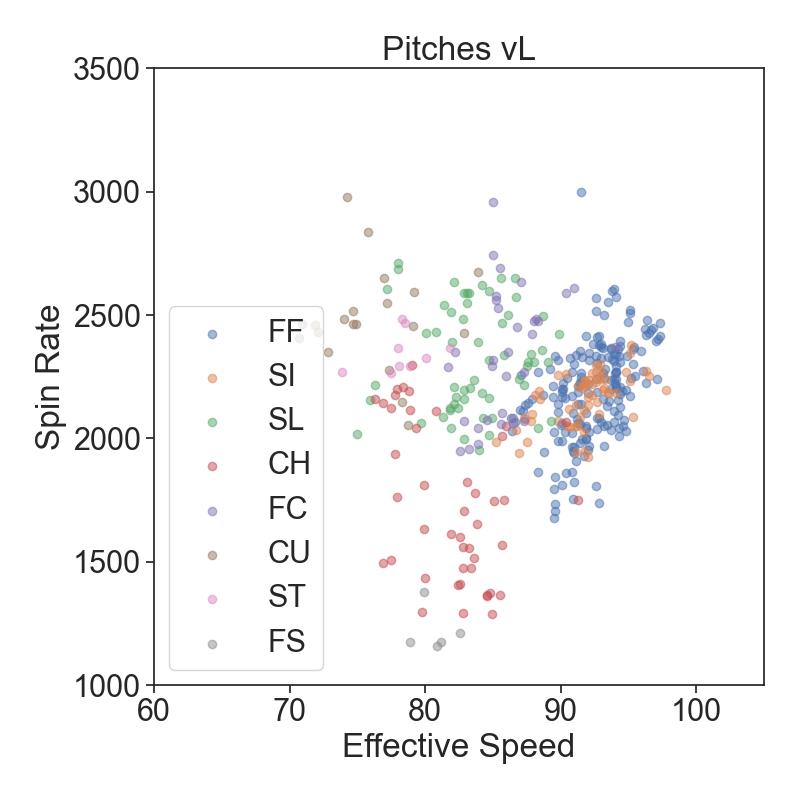 Pitches vL
3500
3000
2500
2000
1500
1000
Spin Rate
FF
SI
SL
CH
FC
CU
ST
FS
60
70
80
90
100
Effective Speed